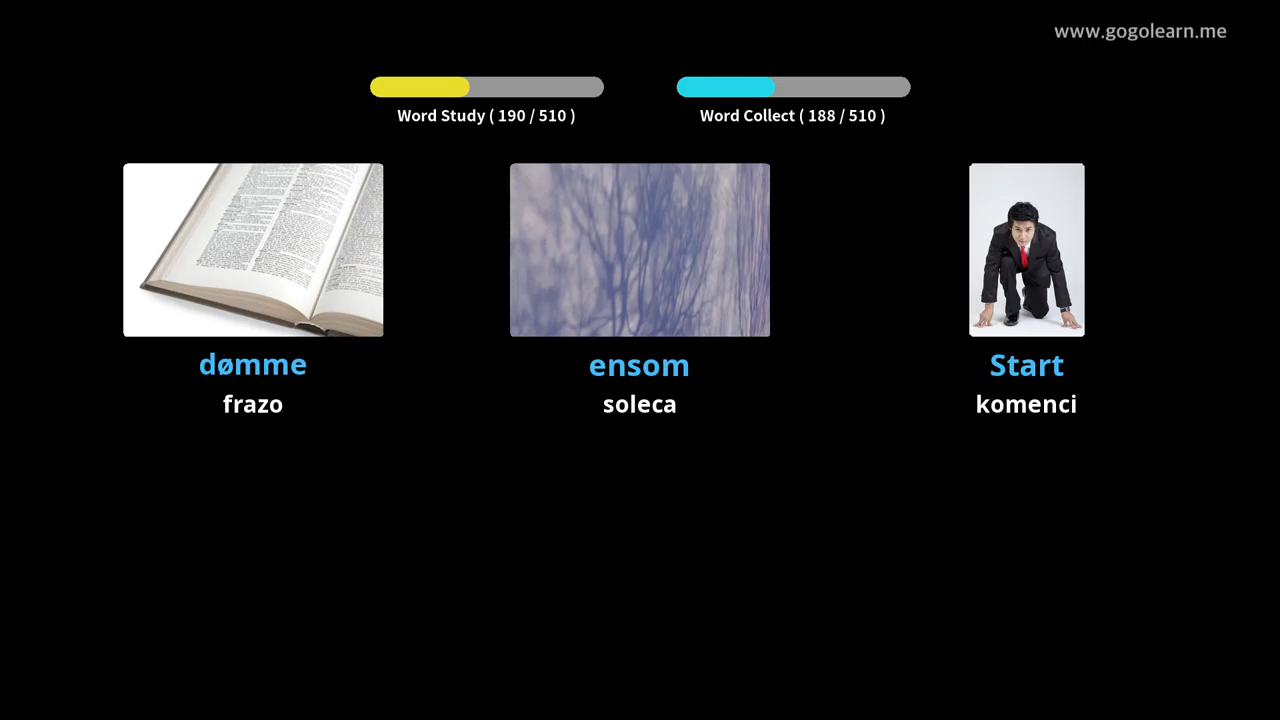 www.gogolearn.me
Word Study ( 190 / 510 )
Word Collect ( 188 / 510 )
dømme
ensom
Start
frazo
soleca
komenci